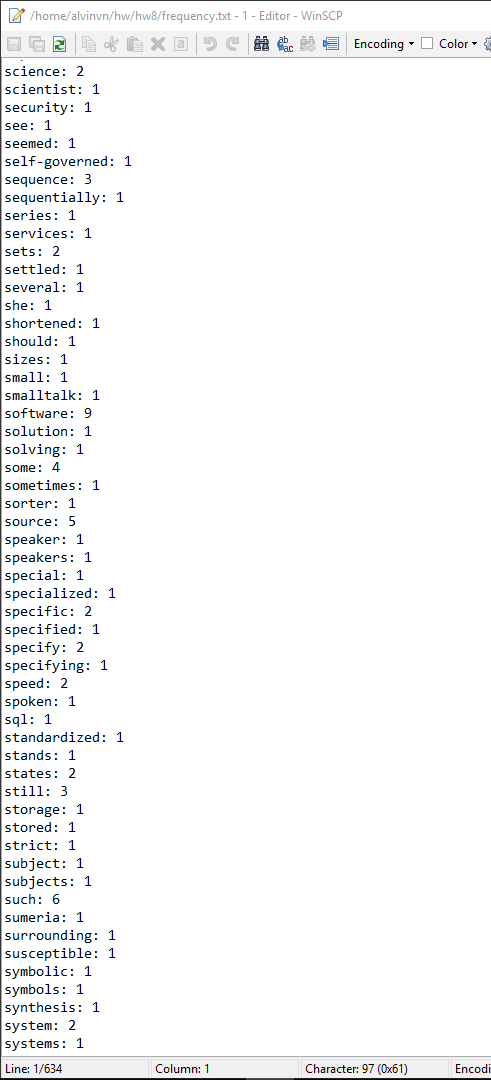 /home/alvinvn/hw/hw8/frequency.txt - 1 - Editor - WinSCP
Encoding Color
science: 2
scientist: 1
security: 1
see: 1
seemed: 1
self-governed: 1
sequence: 3
sequentially: 1
series: 1
services: 1
sets: 2
settled: 1
several: 1
she: 1
shortened: 1
should: 1
sizes: 1
small: 1
smalltalk: 1
software: 9
solution: 1
solving: 1
some: 4
sometimes: 1
sorter: 1
source: 5
speaker: 1
speakers: 1
special: 1
specialized: 1
specific: 2
specified: 1
specify: 2
specifying: 1
speed: 2
spoken: 1
sql: 1
standardized: 1
stands: 1
states: 2
still: 3
storage: 1
stored: 1
strict: 1
subject: 1
subjects: 1
such: 6
sumeria: 1
surrounding: 1
susceptible: 1
symbolic: 1
symbols: 1
synthesis: 1
system: 2
systems: 1
Line: 1/634 Column: 1 Character: 97 (0x61) Encodi